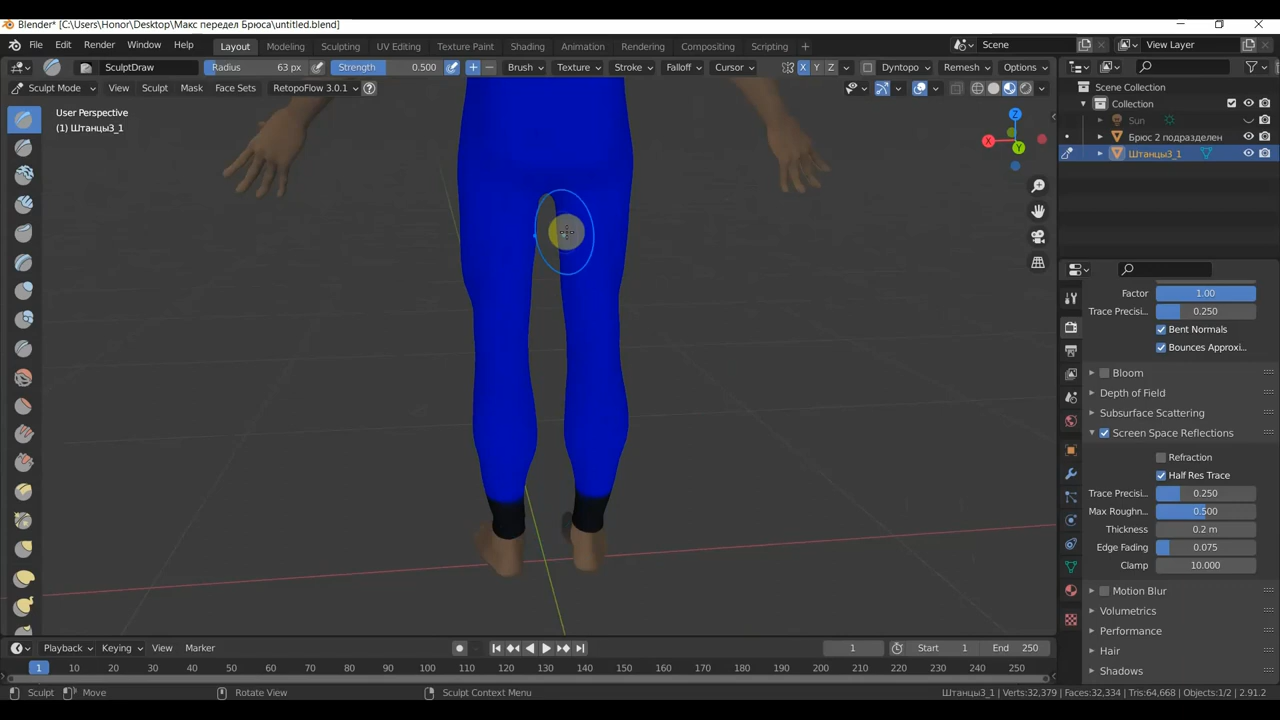 Blender* [C:\Users\Honor\Desktop\Макс передел Брюса\untitled.blend]
File Edit Render Window Help Layout Modeling Sculpting UV Editing Texture Paint Shading Animation Rendering Compositing Scripting + Scene View Layer
SculptDraw Radius 63 px Strength 0.500 + − Brush Texture Stroke Falloff Cursor X Y Z Dyntopo Remesh Options
Sculpt Mode View Sculpt Mask Face Sets RetopoFlow 3.0.1 ?
Scene Collection
Collection
Sun
Брюс 2 подразделен
Штанцы3_1
User Perspective
(1) Штанцы3_1
Z
X
Y
Factor 1.00
Trace Precisi... 0.250
Bent Normals
Bounces Approxi...
Bloom
Depth of Field
Subsurface Scattering
Screen Space Reflections
Refraction
Half Res Trace
Trace Precisi... 0.250
Max Roughn... 0.500
Thickness 0.2 m
Edge Fading 0.075
Clamp 10.000
Motion Blur
Volumetrics
Performance
Hair
Shadows
Playback Keying View Marker 1 Start 1 End 250
1 10 20 30 40 50 60 70 80 90 100 110 120 130 140 150 160 170 180 190 200 210 220 230 240 250
Sculpt Move Rotate View Sculpt Context Menu Штанцы3_1 | Verts:32,379 | Faces:32,334 | Tris:64,668 | Objects:1/2 | 2.91.2